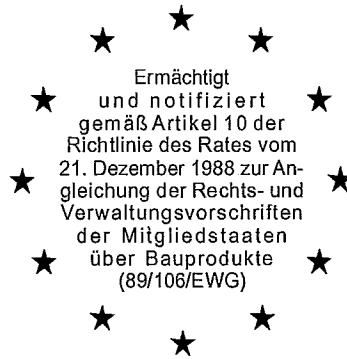 Ermächtigt
und notifiziert
gemäß Artikel 10 der
Richtlinie des Rates vom
21. Dezember 1988 zur An-
gleichung der Rechts- und
Verwaltungsvorschriften
der Mitgliedstaaten
über Bauprodukte
(89/106/EWG)